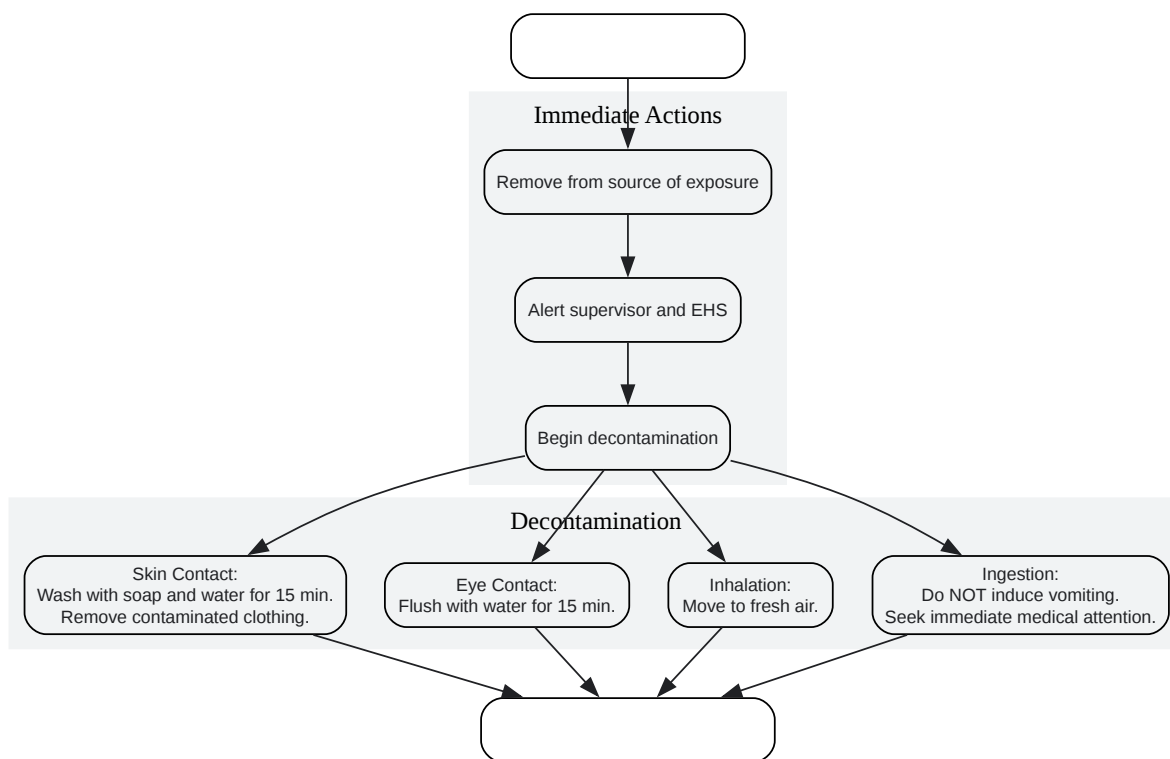 Immediate Actions
Remove from source of exposure
Alert supervisor and EHS
Begin decontamination
Decontamination
Skin Contact:
Wash with soap and water for 15 min.
Remove contaminated clothing.
Eye Contact:
Flush with water for 15 min.
Inhalation:
Move to fresh air.
Ingestion:
Do NOT induce vomiting.
Seek immediate medical attention.